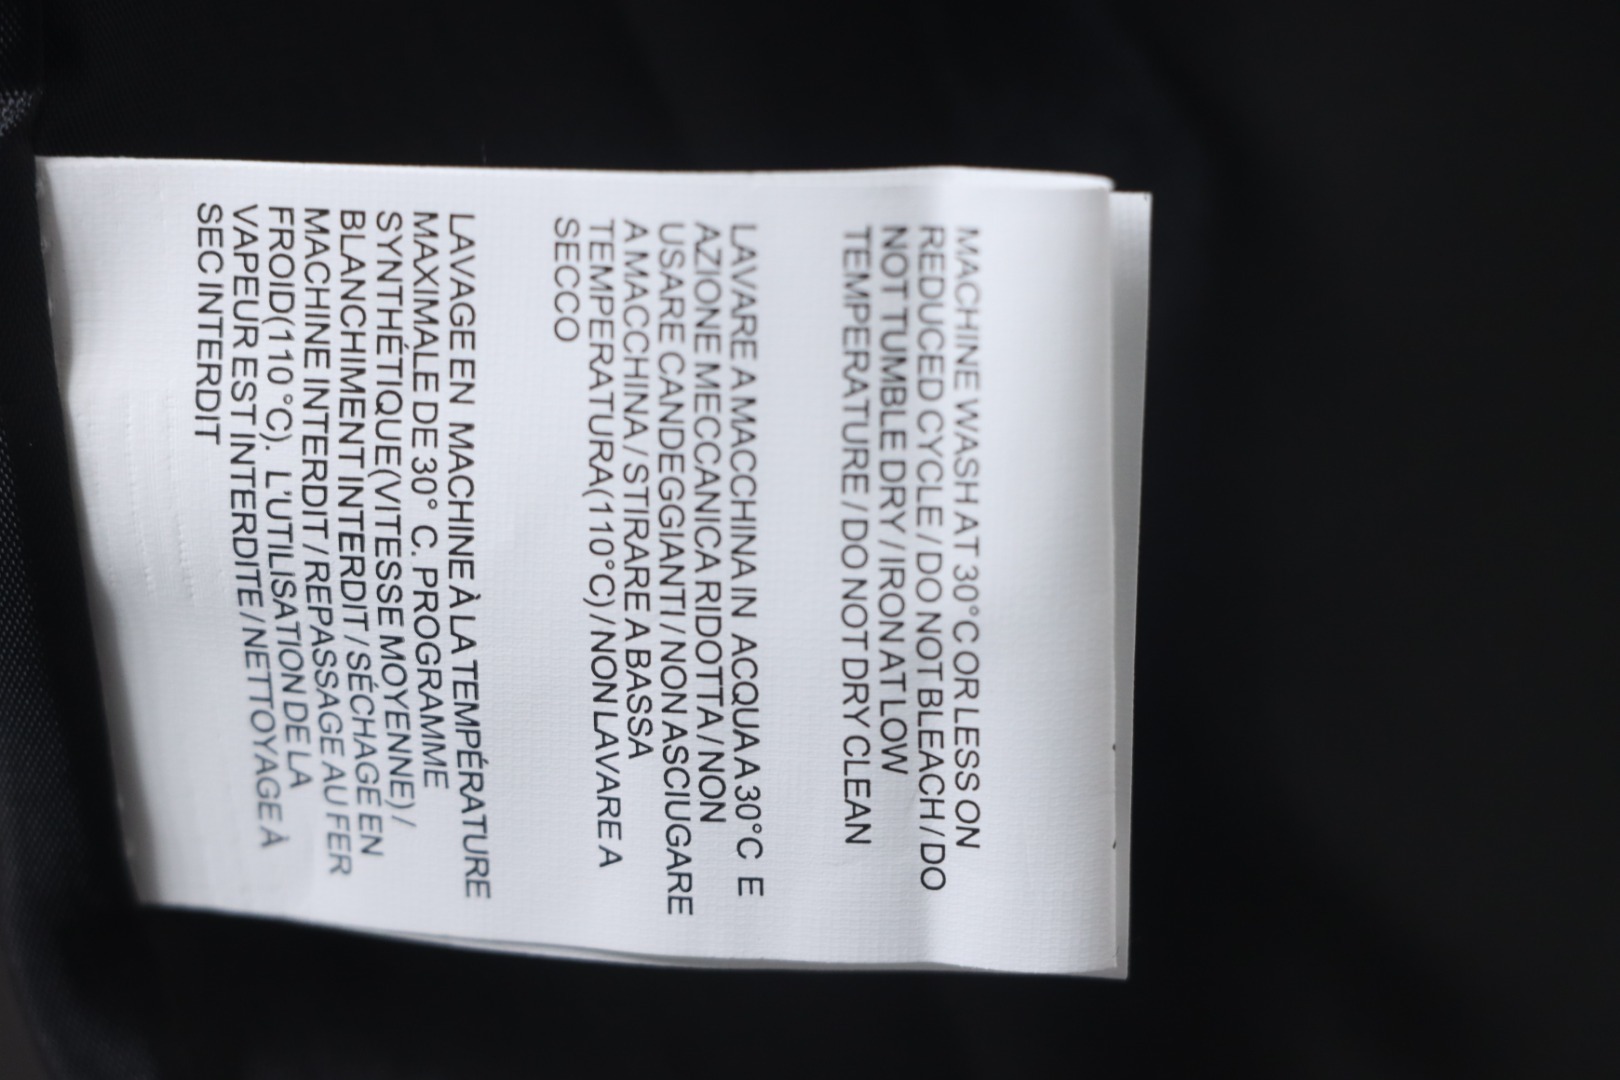 MACHINE WASH AT 30°C OR LESS ON
REDUCED CYCLE / DO NOT BLEACH / DO
NOT TUMBLE DRY / IRON AT LOW
TEMPERATURE / DO NOT DRY CLEAN
LAVARE A MACCHINA IN ACQUA A 30°C E
AZIONE MECCANICA RIDOTTA / NON
USARE CANDEGGIANTI / NON ASCIUGARE
A MACCHINA / STIRARE A BASSA
TEMPERATURA(110°C) / NON LAVARE A
SECCO
LAVAGE EN MACHINE À LA TEMPÉRATURE
MAXIMALE DE 30° C. PROGRAMME
SYNTHÉTIQUE(VITESSE MOYENNE) /
BLANCHIMENT INTERDIT / SÉCHAGE EN
MACHINE INTERDIT / REPASSAGE AU FER
FROID(110 °C). L'UTILISATION DE LA
VAPEUR EST INTERDITE / NETTOYAGE À
SEC INTERDIT